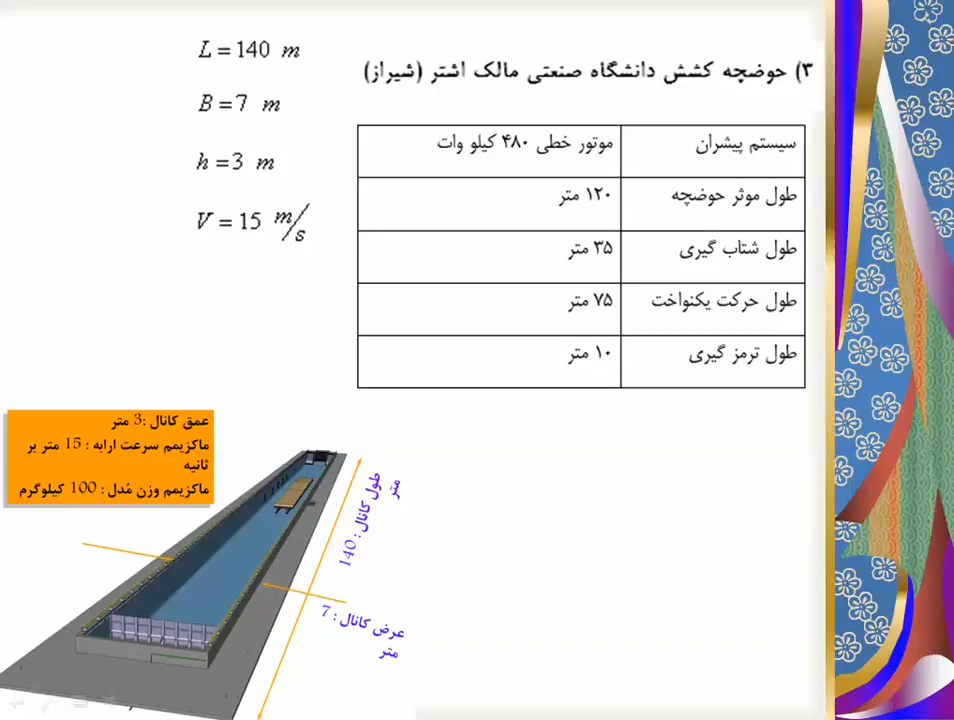 L = 140 m
B = 7 m
h = 3 m
V = 15 m/s
۳) حوضچه کشش دانشگاه صنعتی مالک اشتر (شیراز)
سیستم پیشران موتور خطی ۴۸۰ کیلو وات
طول موثر حوضچه ۱۲۰ متر
طول شتاب گیری ۳۵ متر
طول حرکت یکنواخت ۷۵ متر
طول ترمز گیری ۱۰ متر
عمق کانال :3 متر
ماکزیمم سرعت ارابه : 15 متر بر
ثانیه
ماکزیمم وزن مُدل : 100 کیلوگرم
طول کانال : 140
متر
عرض کانال : 7
متر